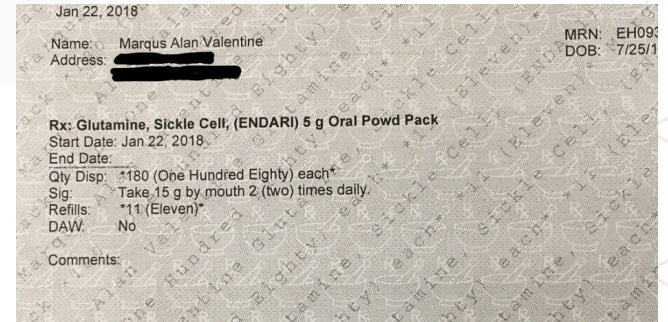 Jan 22, 2018
Name: Marqus Alan Valentine
MRN: EH093
Address:
DOB: 7/25/1
Rx: Glutamine, Sickle Cell, (ENDARI) 5 g Oral Powd Pack
Start Date: Jan 22, 2018
End Date:
Qty Disp: *180 (One Hundred Eighty) each*
Sig: Take 15 g by mouth 2 (two) times daily.
Refills: *11 (Eleven)*
DAW: No
Comments: